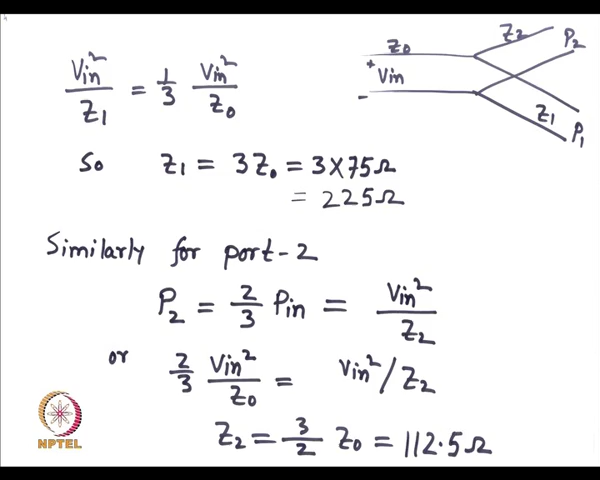 Vin²/Z1 = 1/3 Vin²/Z0
Z0
+
Vin
-
Z2
P2
Z1
P1
So Z1 = 3Z0 = 3×75Ω
= 225Ω
Similarly for port-2
P2 = 2/3 Pin = Vin²/Z2
or 2/3 Vin²/Z0 = Vin²/Z2
Z2 = 3/2 Z0 = 112.5Ω
NPTEL